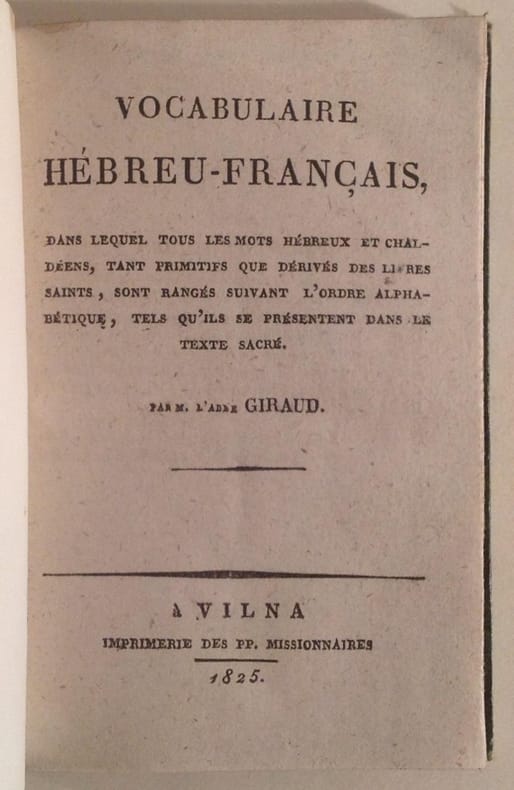 VOCABULAIRE
HÉBREU-FRANÇAIS,
DANS LEQUEL TOUS LES MOTS HÉBREUX ET CHAL-
DÉENS, TANT PRIMITIFS QUE DÉRIVÉS DES LIVRES
SAINTS, SONT RANGÉS SUIVANT L'ORDRE ALPHA-
BÉTIQUE, TELS QU'ILS SE PRÉSENTENT DANS LE
TEXTE SACRÉ.
PAR M. L'ABBE GIRAUD.
à VILNA
IMPRIMERIE DES PP. MISSIONNAIRES
1825.